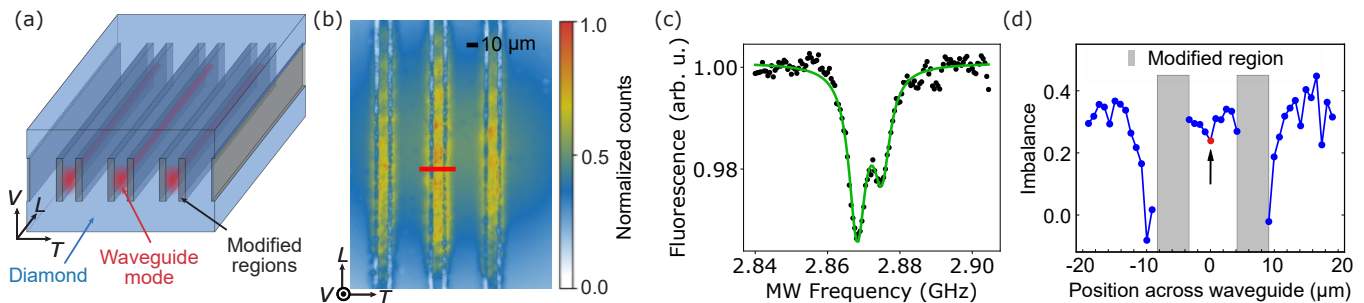 (a)
V
L
T
Diamond
Waveguide
mode
Modified
regions
(b)
10 µm
L
V
T
1.0
0.5
0.0
Normalized counts
(c)
Fluorescence (arb. u.)
1.00
0.98
2.84
2.86
2.88
2.90
MW Frequency (GHz)
(d)
Modified region
Imbalance
0.4
0.2
0.0
-20
-10
0
10
20
Position across waveguide (µm)